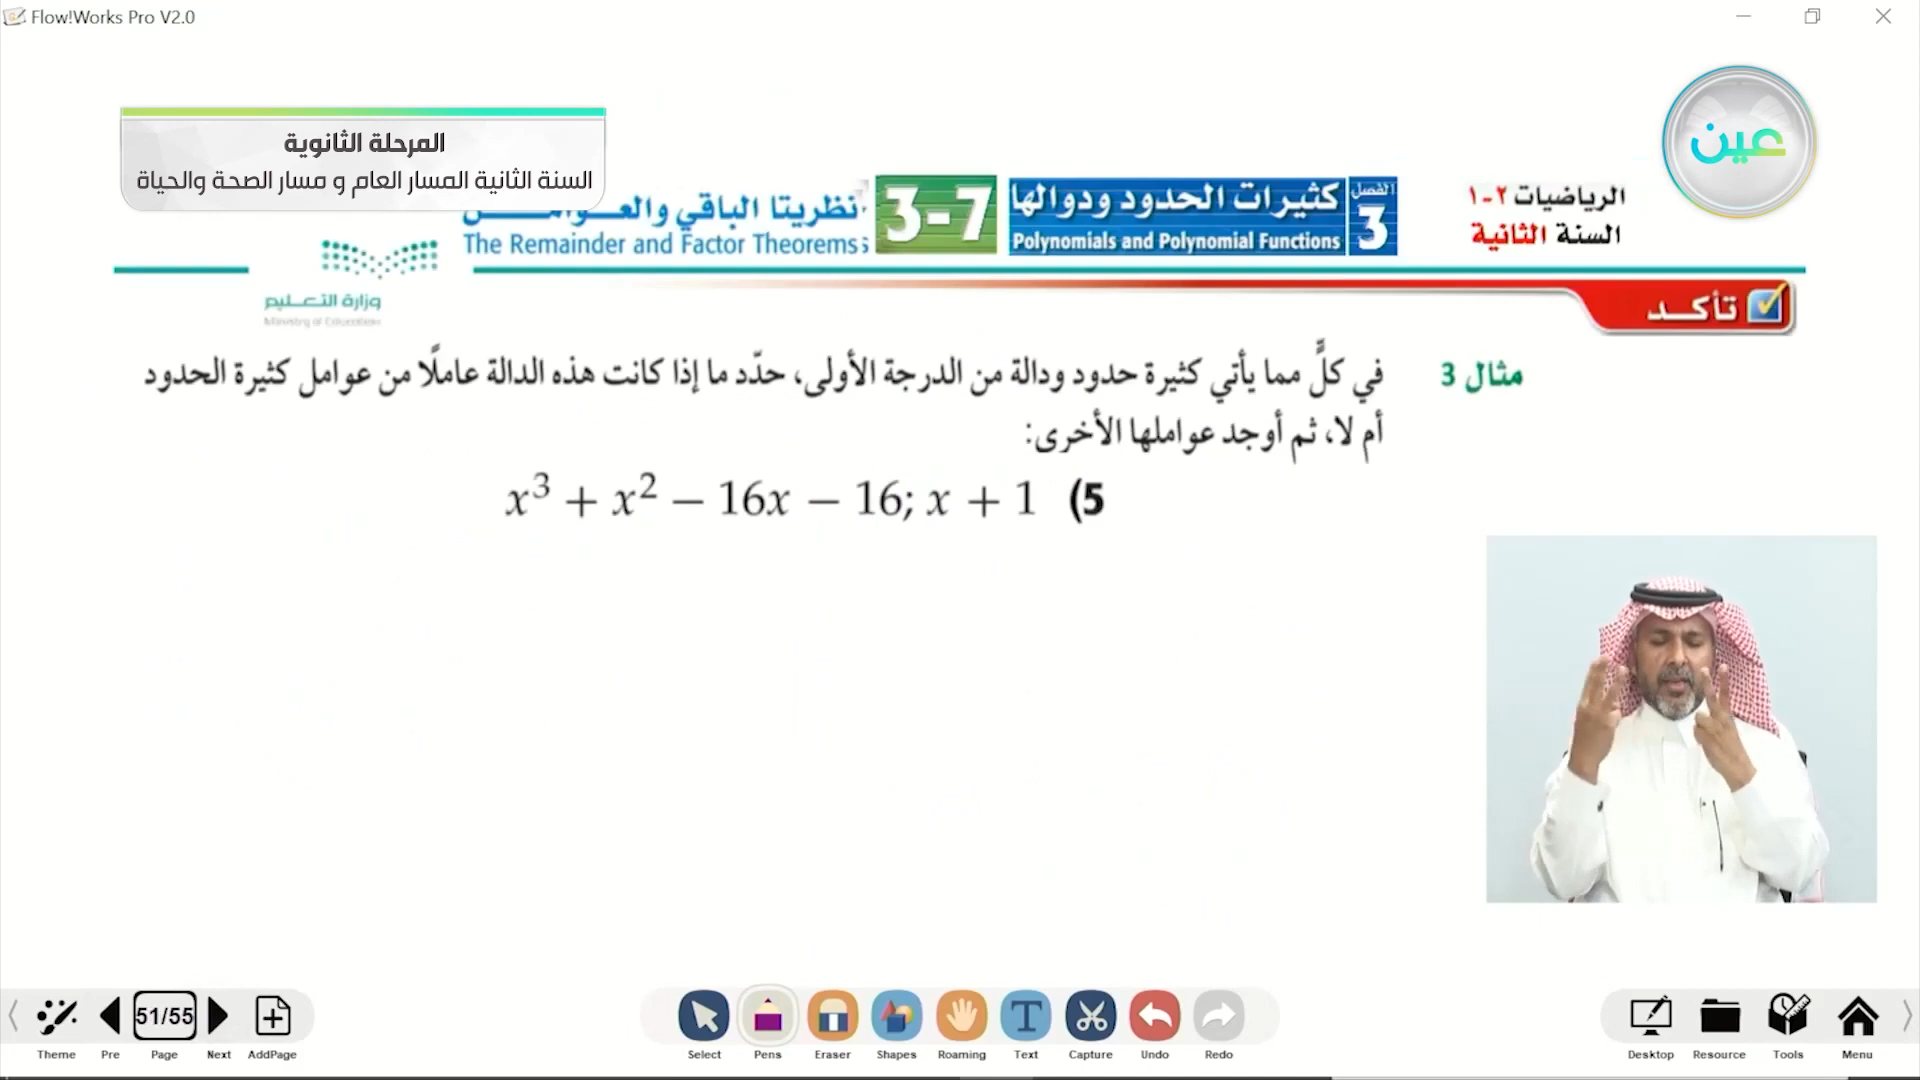 Flow!Works Pro V2.0
المرحلة الثانوية
السنة الثانية المسار العام و مسار الصحة والحياة
عين
الرياضيات ٢-١
السنة الثانية
الفصل 3
كثيرات الحدود ودوالها
Polynomials and Polynomial Functions
3-7
نظريتا الباقي والعوامل
The Remainder and Factor Theorems
وزارة التعليم
Ministry of Education
تأكد
مثال 3 في كلٍّ مما يأتي كثيرة حدود ودالة من الدرجة الأولى، حدّد ما إذا كانت هذه الدالة عاملًا من عوامل كثيرة الحدود
أم لا، ثم أوجد عواملها الأخرى:
5) x³ + x² − 16x − 16; x + 1
51/55
Theme Pre Page Next AddPage
Select Pens Eraser Shapes Roaming Text Capture Undo Redo
Desktop Resource Tools Menu